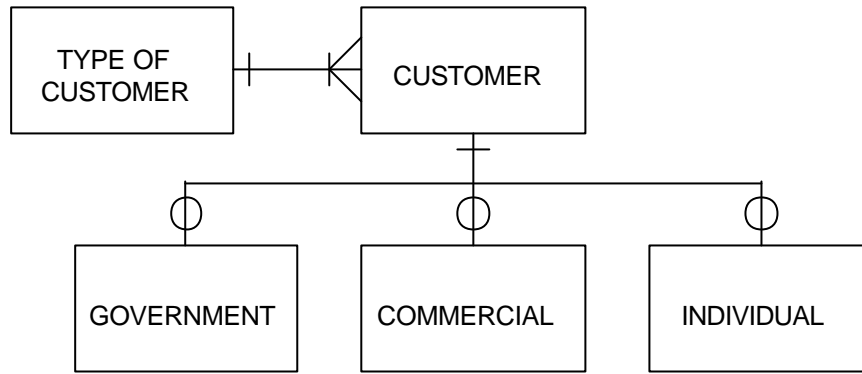 TYPE OF
CUSTOMER
CUSTOMER
GOVERNMENT
COMMERCIAL
INDIVIDUAL